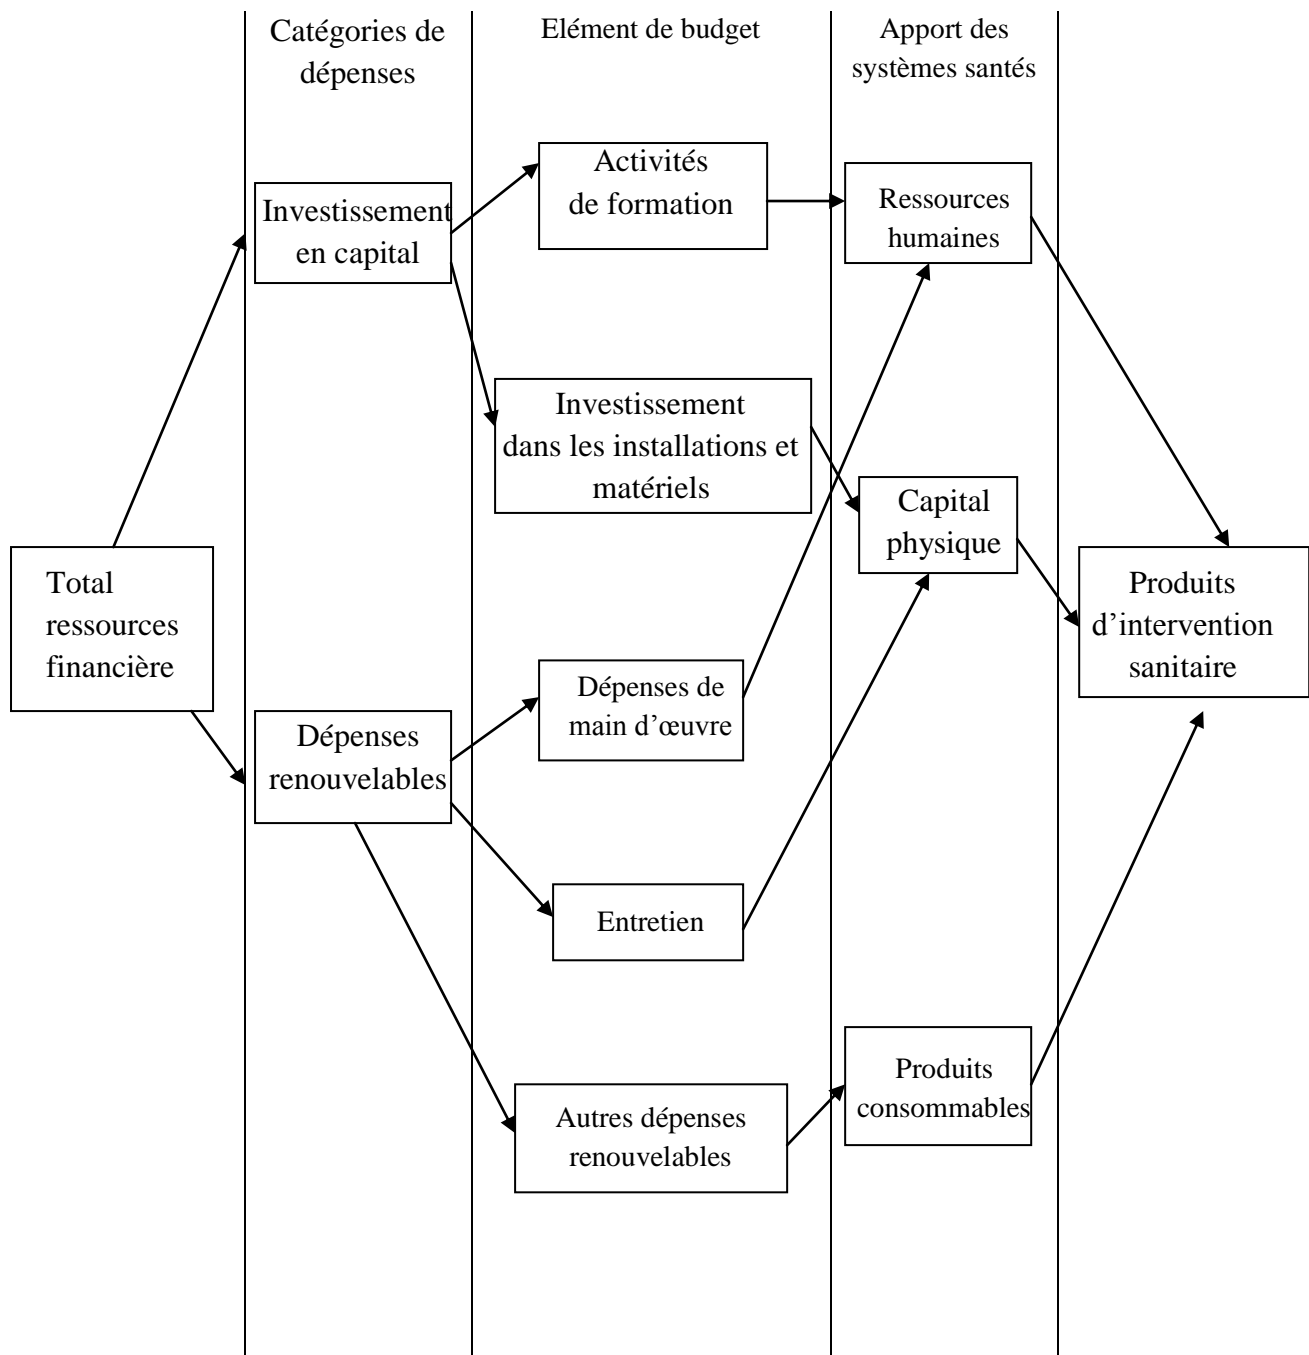 Catégories de
dépenses
Elément de budget
Apport des
systèmes santés
Activités
de formation
Ressources
humaines
Investissement
en capital
Investissement
dans les installations et
matériels
Capital
physique
Total
ressources
financière
Produits
d’intervention
sanitaire
Dépenses de
main d’œuvre
Dépenses
renouvelables
Entretien
Produits
consommables
Autres dépenses
renouvelables